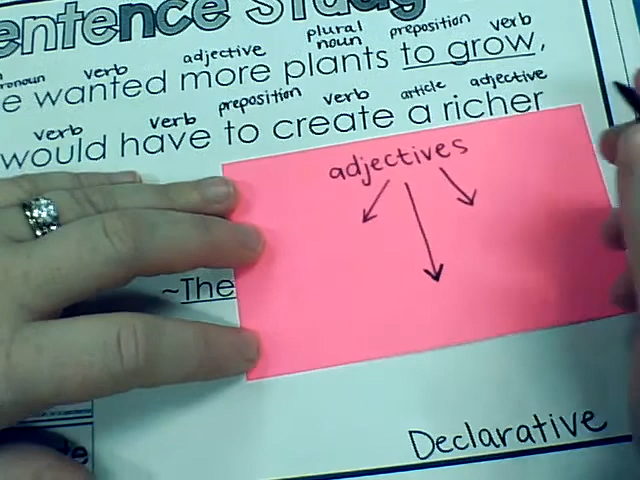 entence Study
pronoun verb adjective plural noun preposition verb
e wanted more plants to grow,
verb verb preposition verb article adjective
would have to create a richer
adjectives
~The
Declarative